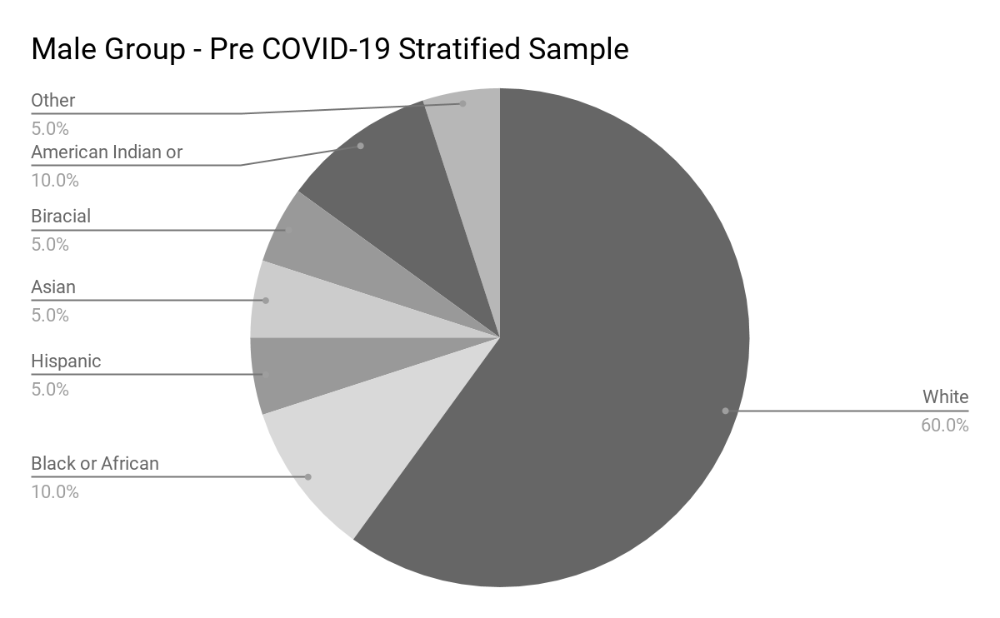 Male Group - Pre COVID-19 Stratified Sample
Other
5.0%
American Indian or
10.0%
Biracial
5.0%
Asian
5.0%
Hispanic
5.0%
Black or African
10.0%
White
60.0%